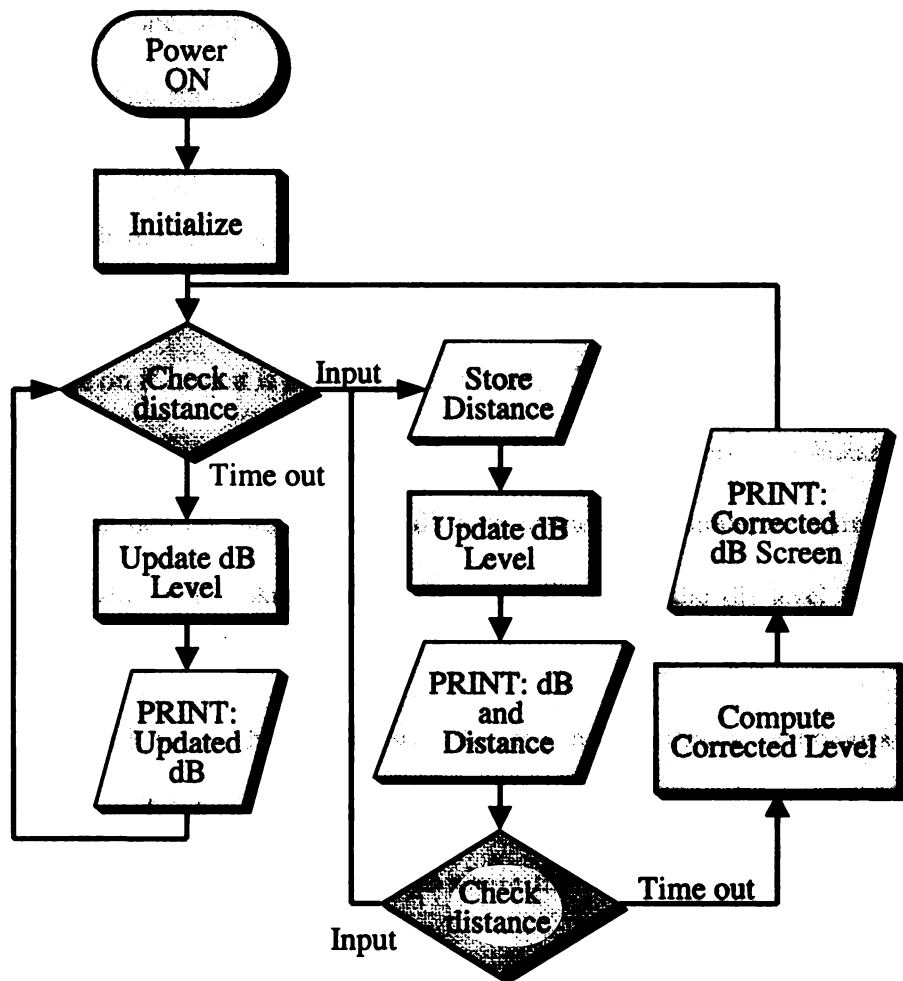 Power
ON
Initialize
Check
distance
Input
Time out
Update dB
Level
PRINT:
Updated
dB
Store
Distance
Update dB
Level
PRINT: dB
and
Distance
Check
distance
Input
Time out
Compute
Corrected Level
PRINT:
Corrected
dB Screen